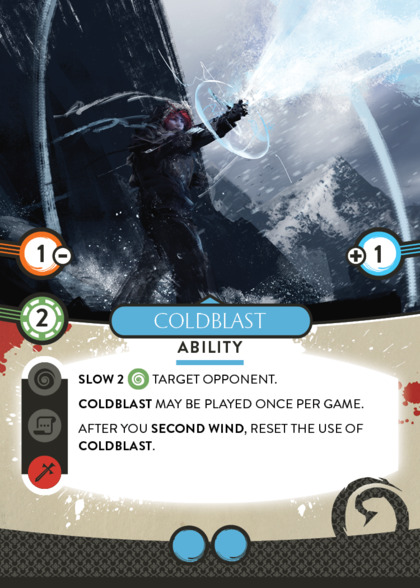 1 -
+ 1
2
COLDBLAST
ABILITY
SLOW 2 TARGET OPPONENT.
COLDBLAST MAY BE PLAYED ONCE PER GAME.
AFTER YOU SECOND WIND, RESET THE USE OF
COLDBLAST.